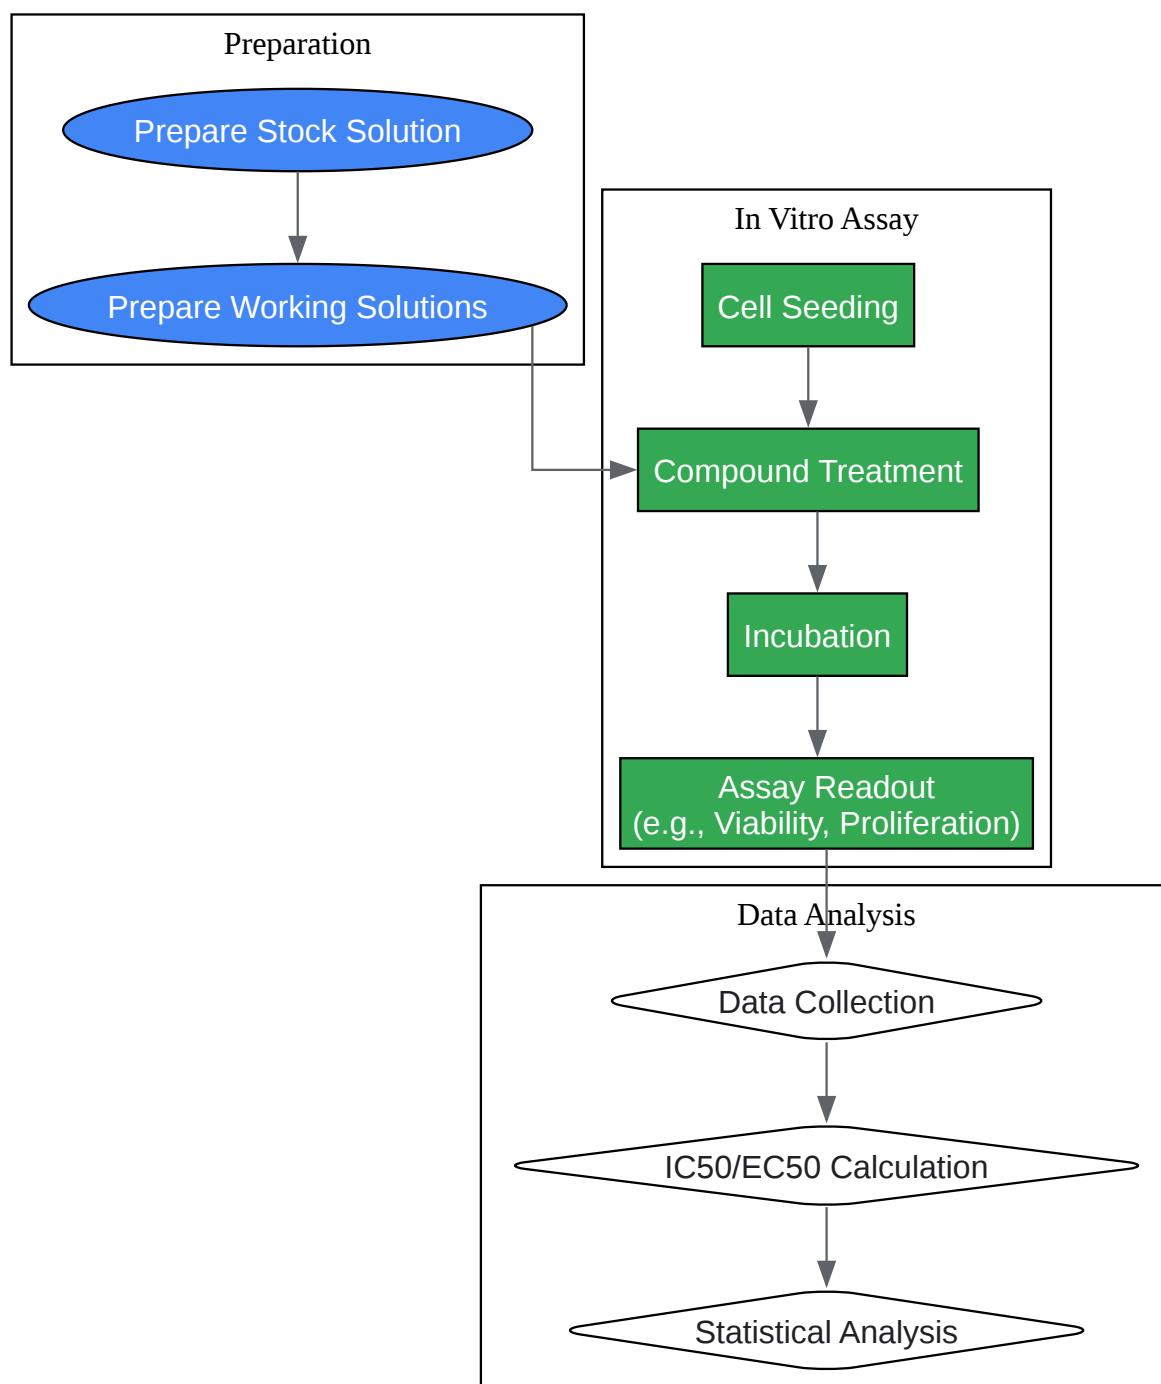 Preparation
Prepare Stock Solution
Prepare Working Solutions
In Vitro Assay
Cell Seeding
Compound Treatment
Incubation
Assay Readout
(e.g., Viability, Proliferation)
Data Analysis
Data Collection
IC50/EC50 Calculation
Statistical Analysis